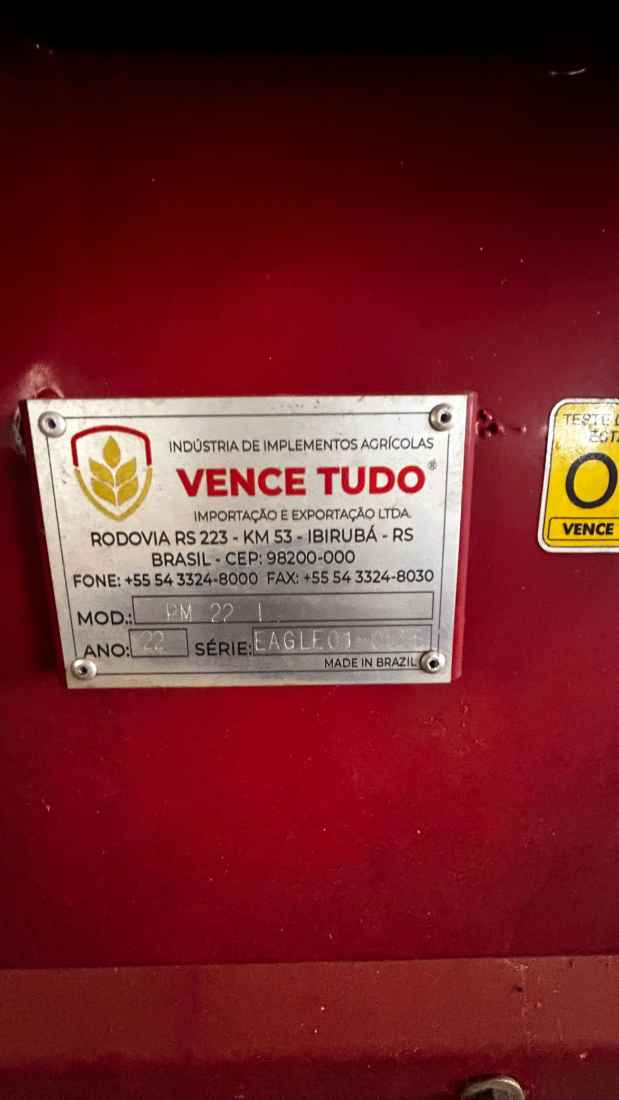 INDÚSTRIA DE IMPLEMENTOS AGRÍCOLAS
VENCE TUDO®
IMPORTAÇÃO E EXPORTAÇÃO LTDA.
RODOVIA RS 223 - KM 53 - IBIRUBÁ - RS
BRASIL - CEP: 98200-000
FONE: +55 54 3324-8000 FAX: +55 54 3324-8030
MOD.: PM 22
ANO: 22 SÉRIE:
MADE IN BRAZIL
TESTE
VENCE